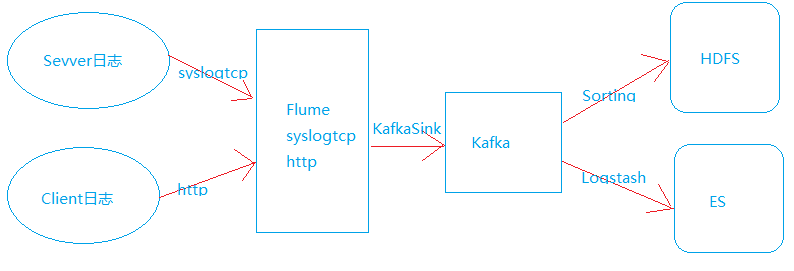 Sevver日志
syslogtcp
Client日志
http
Flume
syslogtcp
http
KafkaSink
Kafka
Sorting
HDFS
Logstash
ES